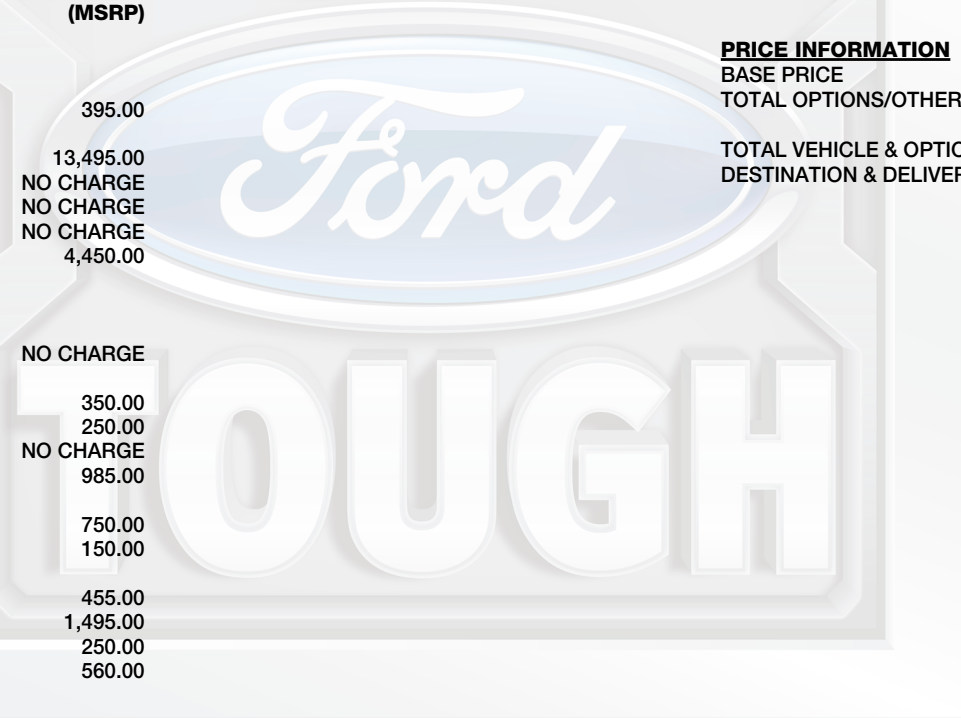 (MSRP)
395.00
13,495.00
NO CHARGE
NO CHARGE
NO CHARGE
4,450.00
NO CHARGE
350.00
250.00
NO CHARGE
985.00
750.00
150.00
455.00
1,495.00
250.00
560.00
PRICE INFORMATION
BASE PRICE
TOTAL OPTIONS/OTHER
TOTAL VEHICLE & OPTIO
DESTINATION & DELIVER
Ford
TOUGH